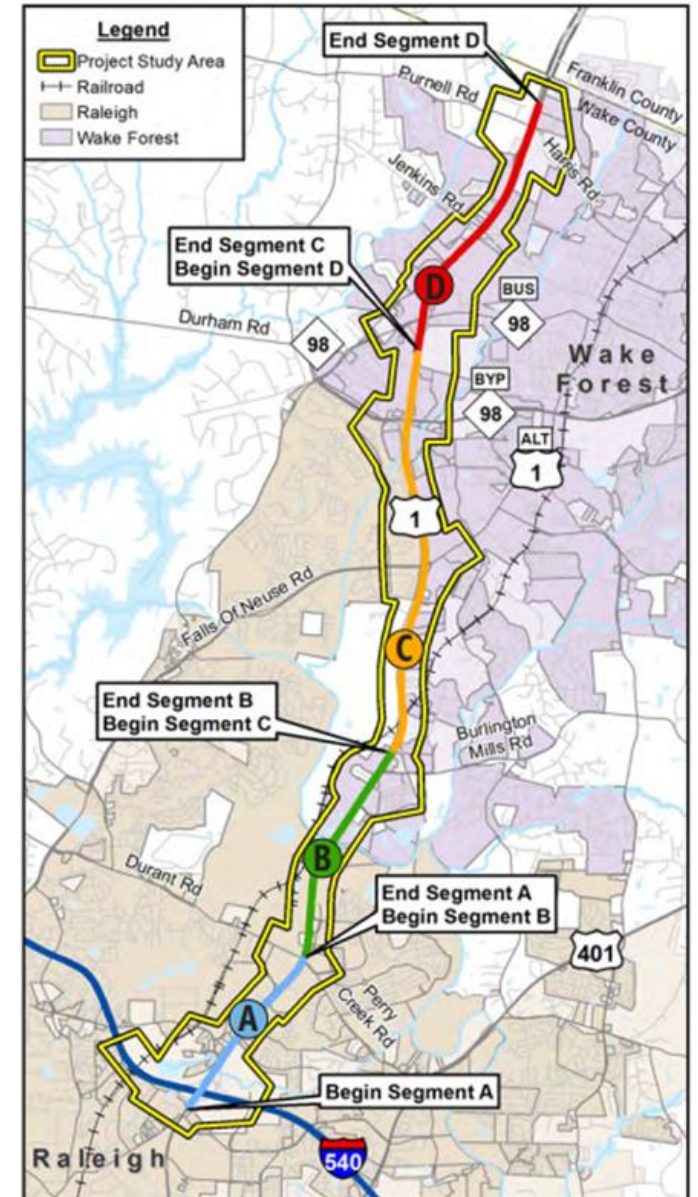 Legend
Project Study Area
Railroad
Raleigh
Wake Forest
End Segment D
Purnell Rd
Franklin County
Wake County
Harris Rd
Jenkins Rd
End Segment C
Begin Segment D
D
BUS
98
Durham Rd
98
Wake
Forest
BYP
98
ALT
1
1
Falls Of Neuse Rd
C
End Segment B
Begin Segment C
Burlington
Mills Rd
B
Durant Rd
End Segment A
Begin Segment B
401
A
Perry
Creek Rd
Begin Segment A
Raleigh
540